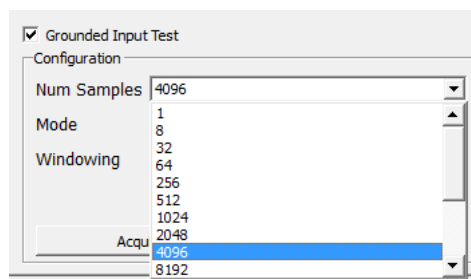 Grounded Input Test
Configuration
Num Samples 4096
1
Mode
8
32
Windowing
64
256
512
1024
2048
Acqu
4096
8192